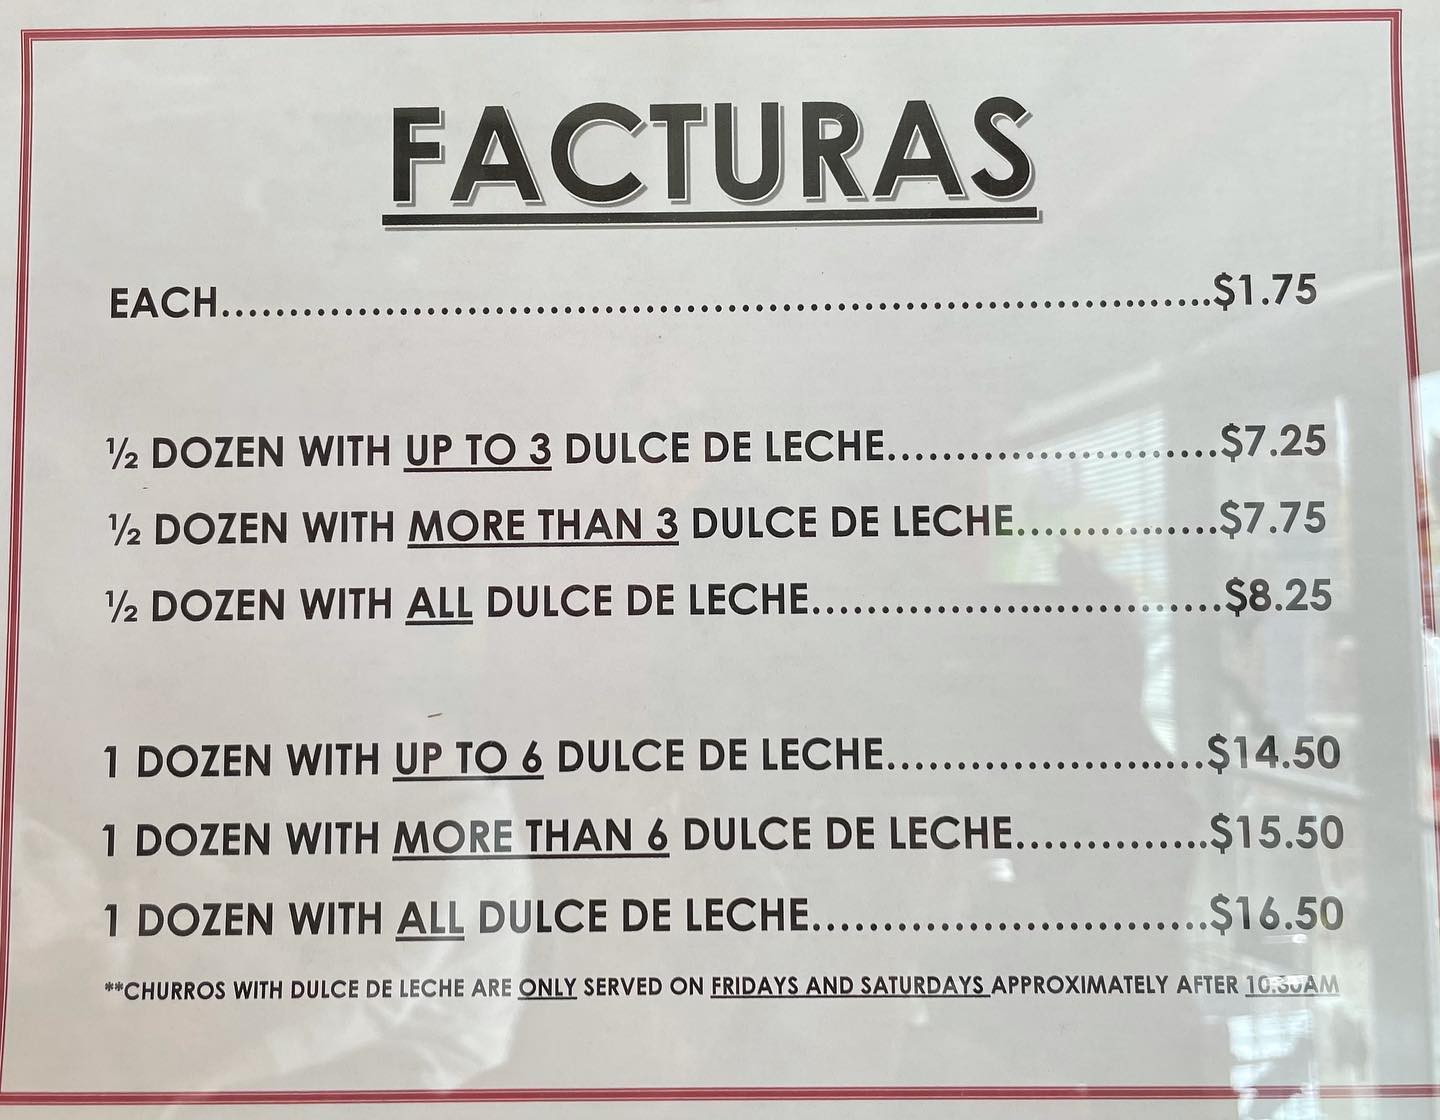 FACTURAS
EACH..........................................................................$1.75
½ DOZEN WITH UP TO 3 DULCE DE LECHE........................$7.25
½ DOZEN WITH MORE THAN 3 DULCE DE LECHE...............$7.75
½ DOZEN WITH ALL DULCE DE LECHE..............................$8.25
1 DOZEN WITH UP TO 6 DULCE DE LECHE.......................$14.50
1 DOZEN WITH MORE THAN 6 DULCE DE LECHE..............$15.50
1 DOZEN WITH ALL DULCE DE LECHE............................$16.50
**CHURROS WITH DULCE DE LECHE ARE ONLY SERVED ON FRIDAYS AND SATURDAYS APPROXIMATELY AFTER 10:30AM